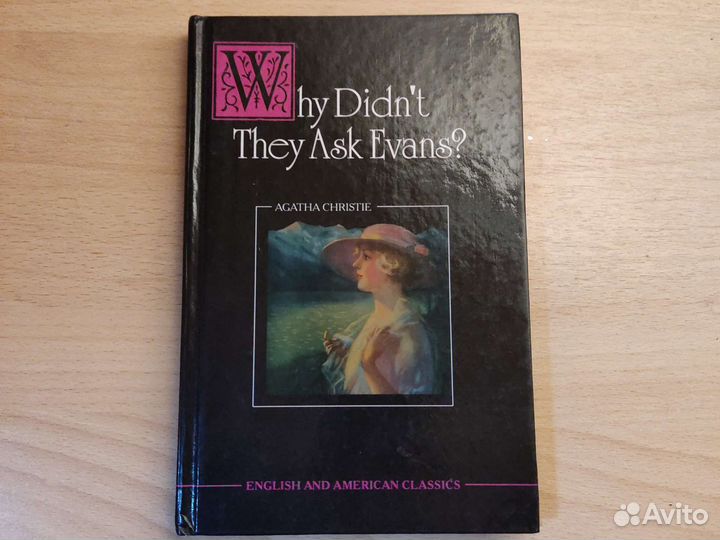 Why Didn't
They Ask Evans?
AGATHA CHRISTIE
ENGLISH AND AMERICAN CLASSICS
Avito